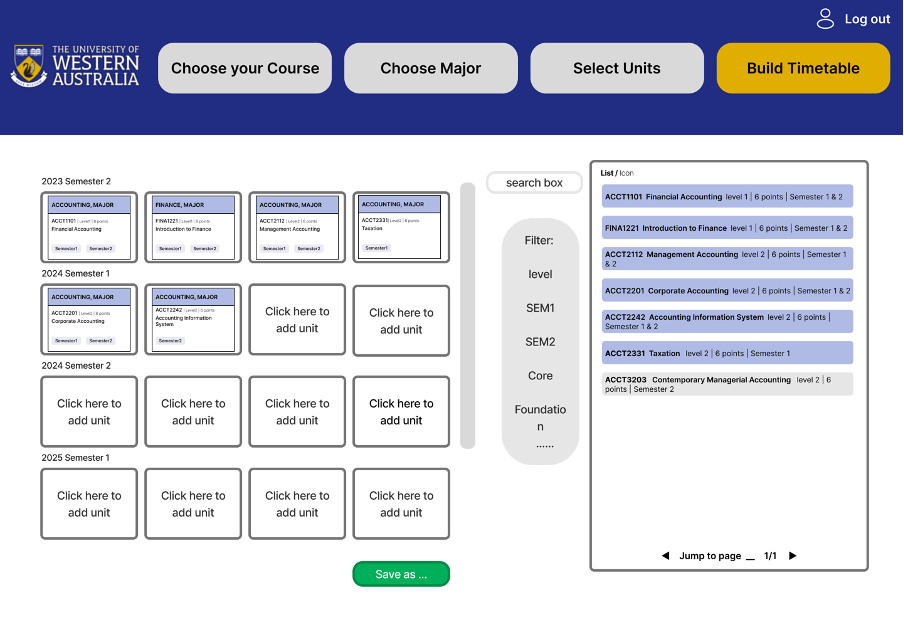 Log out
THE UNIVERSITY OF
WESTERN
AUSTRALIA
Choose your Course
Choose Major
Select Units
Build Timetable
2023 Semester 2
ACCOUNTING, MAJOR
ACCT1101 | Level1 | 6 points
Financial Accounting
Semester1 Semester2
FINANCE, MAJOR
FINA1221 | Level1 | 6 points
Introduction to Finance
Semester1 Semester2
ACCOUNTING, MAJOR
ACCT2112 | Level2 | 6 points
Management Accounting
Semester1 Semester2
ACCOUNTING, MAJOR
ACCT2331| Level2 | 6 points
Taxation
Semester1
2024 Semester 1
ACCOUNTING, MAJOR
ACCT2201 | Level2 | 6 points
Corporate Accounting
Semester1 Semester2
ACCOUNTING, MAJOR
ACCT2242 | Level2 | 6 points
Accounting Information
System
Semester2
Click here to
add unit
Click here to
add unit
2024 Semester 2
Click here to
add unit
Click here to
add unit
Click here to
add unit
Click here to
add unit
2025 Semester 1
Click here to
add unit
Click here to
add unit
Click here to
add unit
Click here to
add unit
Save as ...
search box
Filter:
level
SEM1
SEM2
Core
Foundatio
n
......
List / Icon
ACCT1101 Financial Accounting level 1 | 6 points | Semester 1 & 2
FINA1221 Introduction to Finance level 1 | 6 points | Semester 1 & 2
ACCT2112 Management Accounting level 2 | 6 points | Semester 1
& 2
ACCT2201 Corporate Accounting level 2 | 6 points | Semester 1 & 2
ACCT2242 Accounting Information System level 2 | 6 points |
Semester 1 & 2
ACCT2331 Taxation level 2 | 6 points | Semester 1
ACCT3203 Contemporary Managerial Accounting level 2 | 6
points | Semester 2
◀ Jump to page __ 1/1 ▶